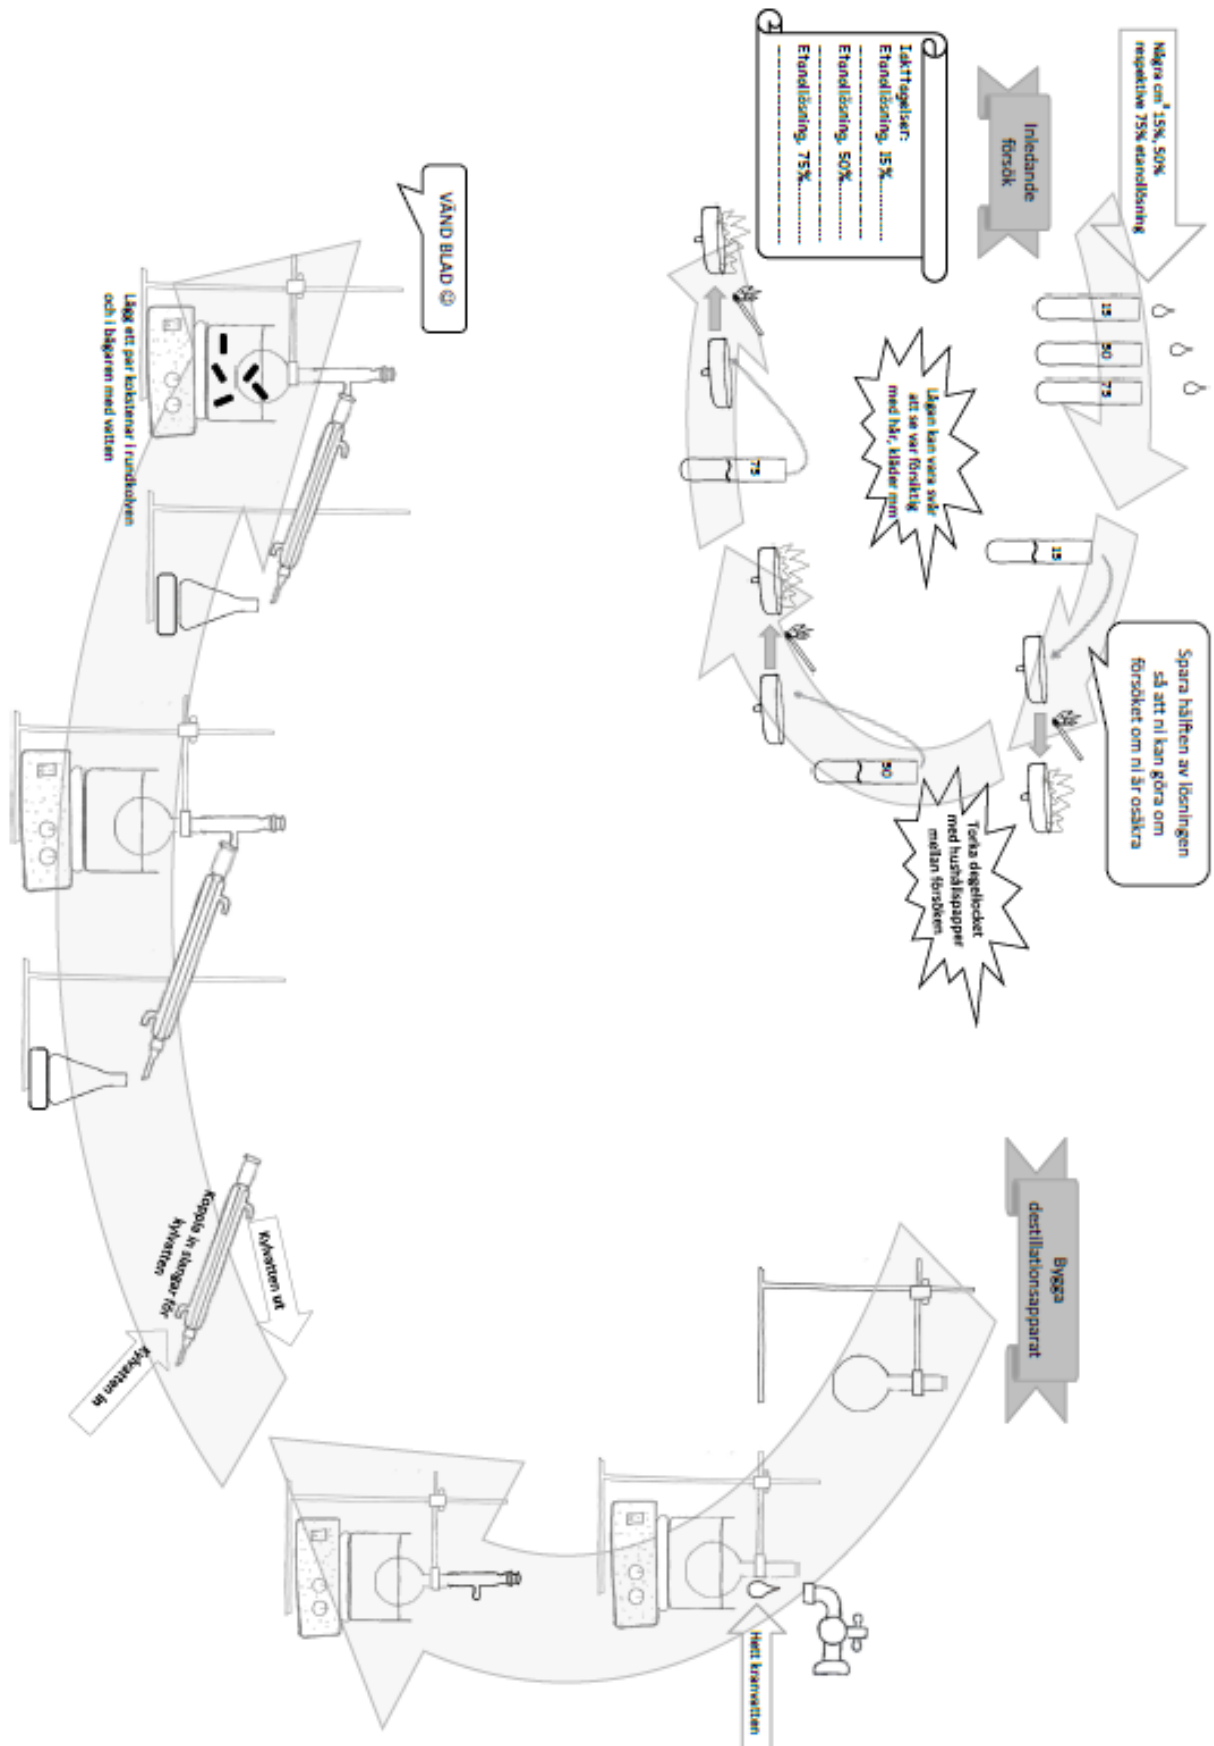 Några cm³ 15%, 50%
respektive 75% etanollösning
15
50
75
Inledande
försök
Iakttagelser:
Etanollösning, 15%
Etanollösning, 50%
Etanollösning, 75%
15
Spara hälften av lösningen
så att ni kan göra om
försöket om ni är osäkra
Torka degellocket
med hushållspapper
mellan försöken
50
Lågan kan vara svår
att se var försiktig
med hår, kläder mm
75
Bygga
destillationsapparat
Hett kranvatten
Kylvatten ut
Koppla in slangar för
kylvatten
Kylvatten in
Lägg ett par kokstenar i rundkolven
och i bägaren med vatten
VÄND BLAD ☺